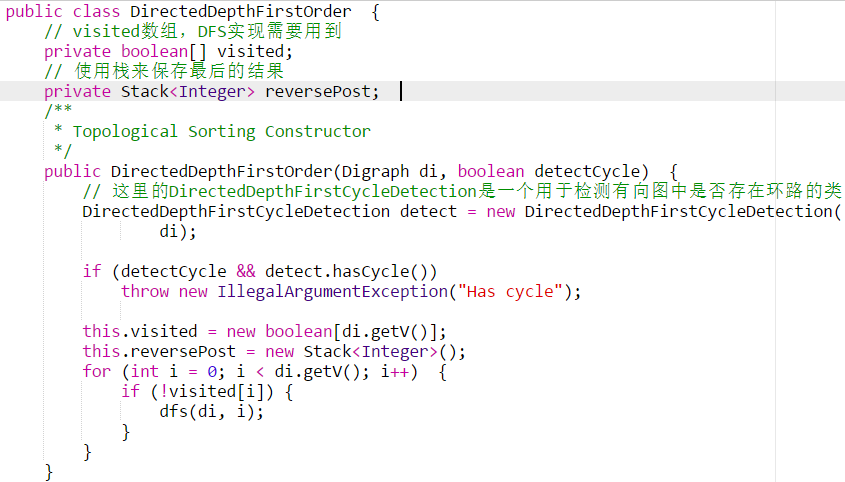 public class DirectedDepthFirstOrder  {
    // visited数组，DFS实现需要用到
    private boolean[] visited;
    // 使用栈来保存最后的结果
    private Stack<Integer> reversePost;
    /**
     * Topological Sorting Constructor
     */
    public DirectedDepthFirstOrder(Digraph di, boolean detectCycle)  {
        // 这里的DirectedDepthFirstCycleDetection是一个用于检测有向图中是否存在环路的类
        DirectedDepthFirstCycleDetection detect = new DirectedDepthFirstCycleDetection(
                di);
        if (detectCycle && detect.hasCycle())
            throw new IllegalArgumentException("Has cycle");
        this.visited = new boolean[di.getV()];
        this.reversePost = new Stack<Integer>();
        for (int i = 0; i < di.getV(); i++)  {
            if (!visited[i]) {
                dfs(di, i);
            }
        }
    }